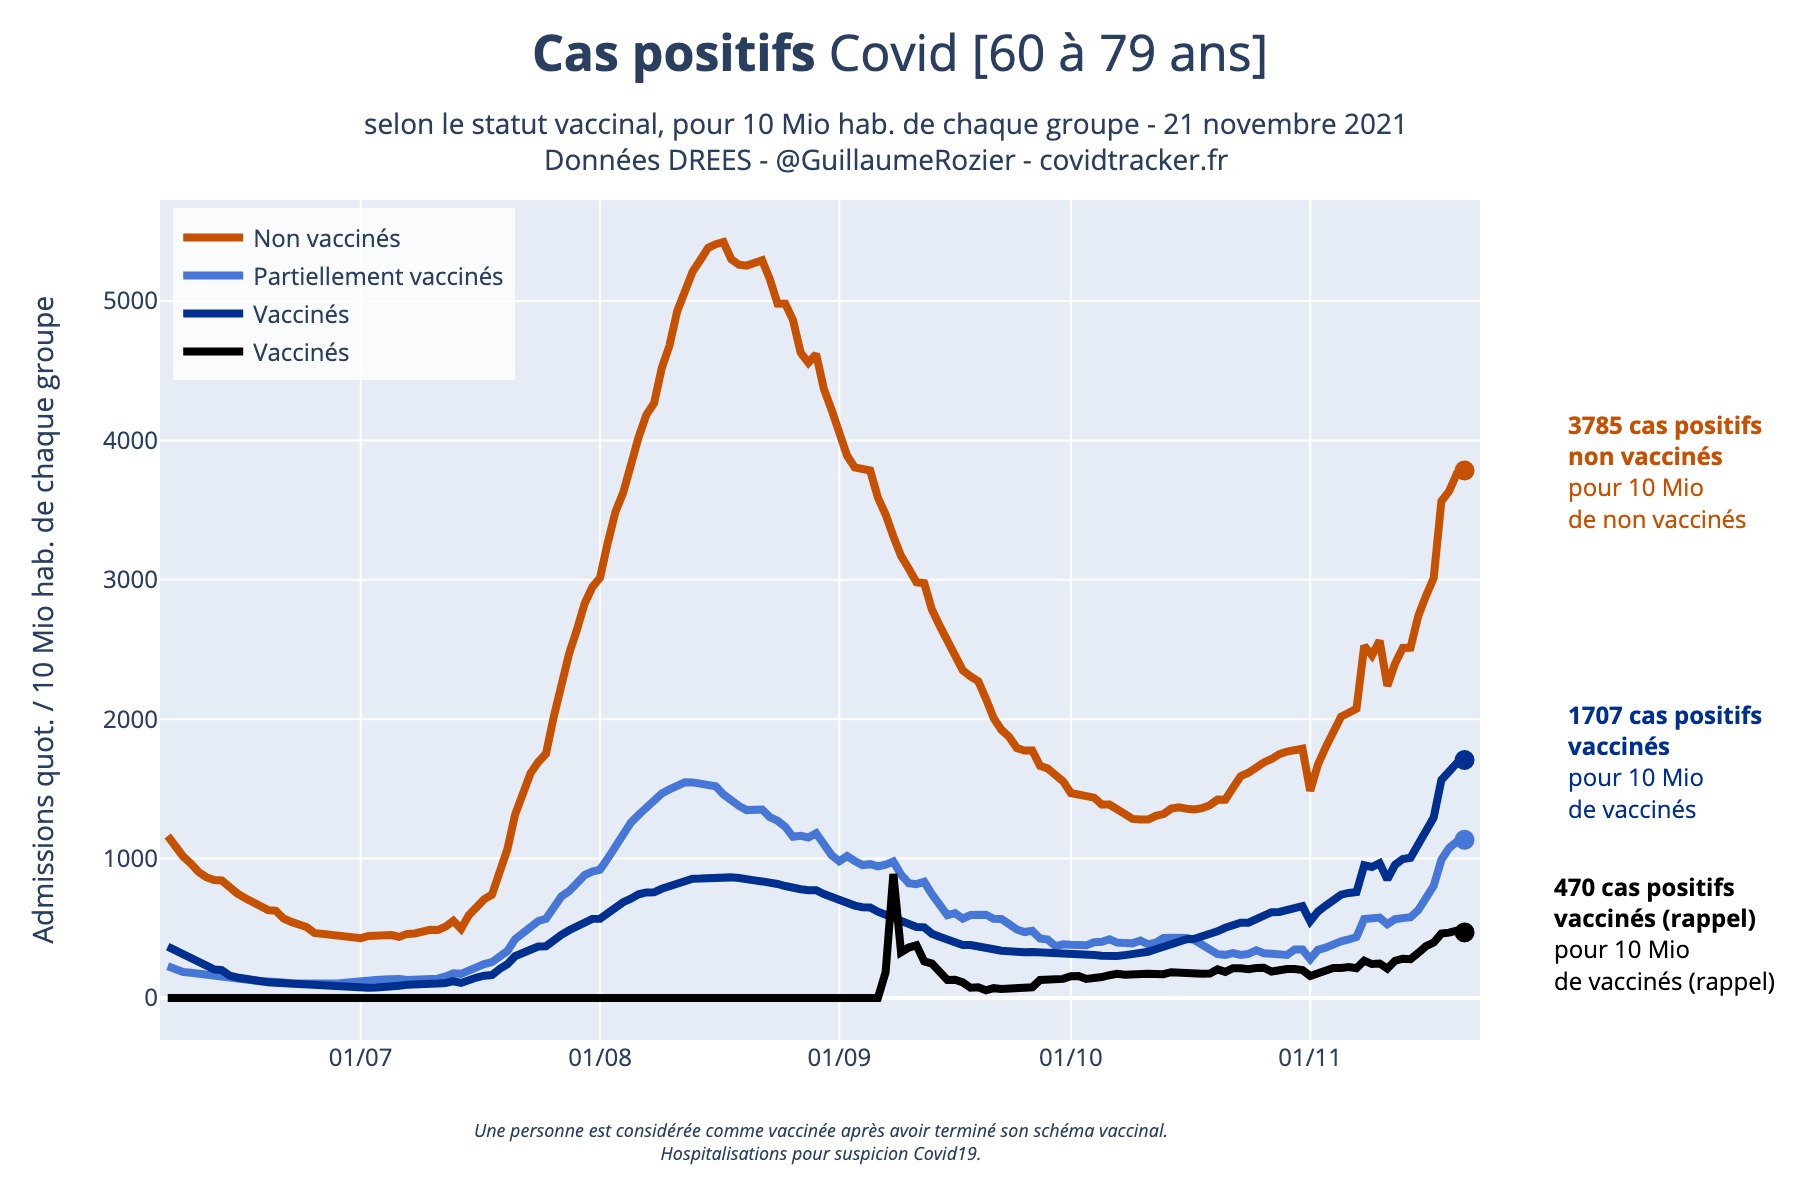 Cas positifs Covid [60 à 79 ans]
selon le statut vaccinal, pour 10 Mio hab. de chaque groupe - 21 novembre 2021
Données DREES - @GuillaumeRozier - covidtracker.fr
Admissions quot. / 10 Mio hab. de chaque groupe
Non vaccinés
Partiellement vaccinés
Vaccinés
Vaccinés
5000
4000
3000
2000
1000
0
01/07
01/08
01/09
01/10
01/11
3785 cas positifs
non vaccinés
pour 10 Mio
de non vaccinés
1707 cas positifs
vaccinés
pour 10 Mio
de vaccinés
470 cas positifs
vaccinés (rappel)
pour 10 Mio
de vaccinés (rappel)
Une personne est considérée comme vaccinée après avoir terminé son schéma vaccinal.
Hospitalisations pour suspicion Covid19.